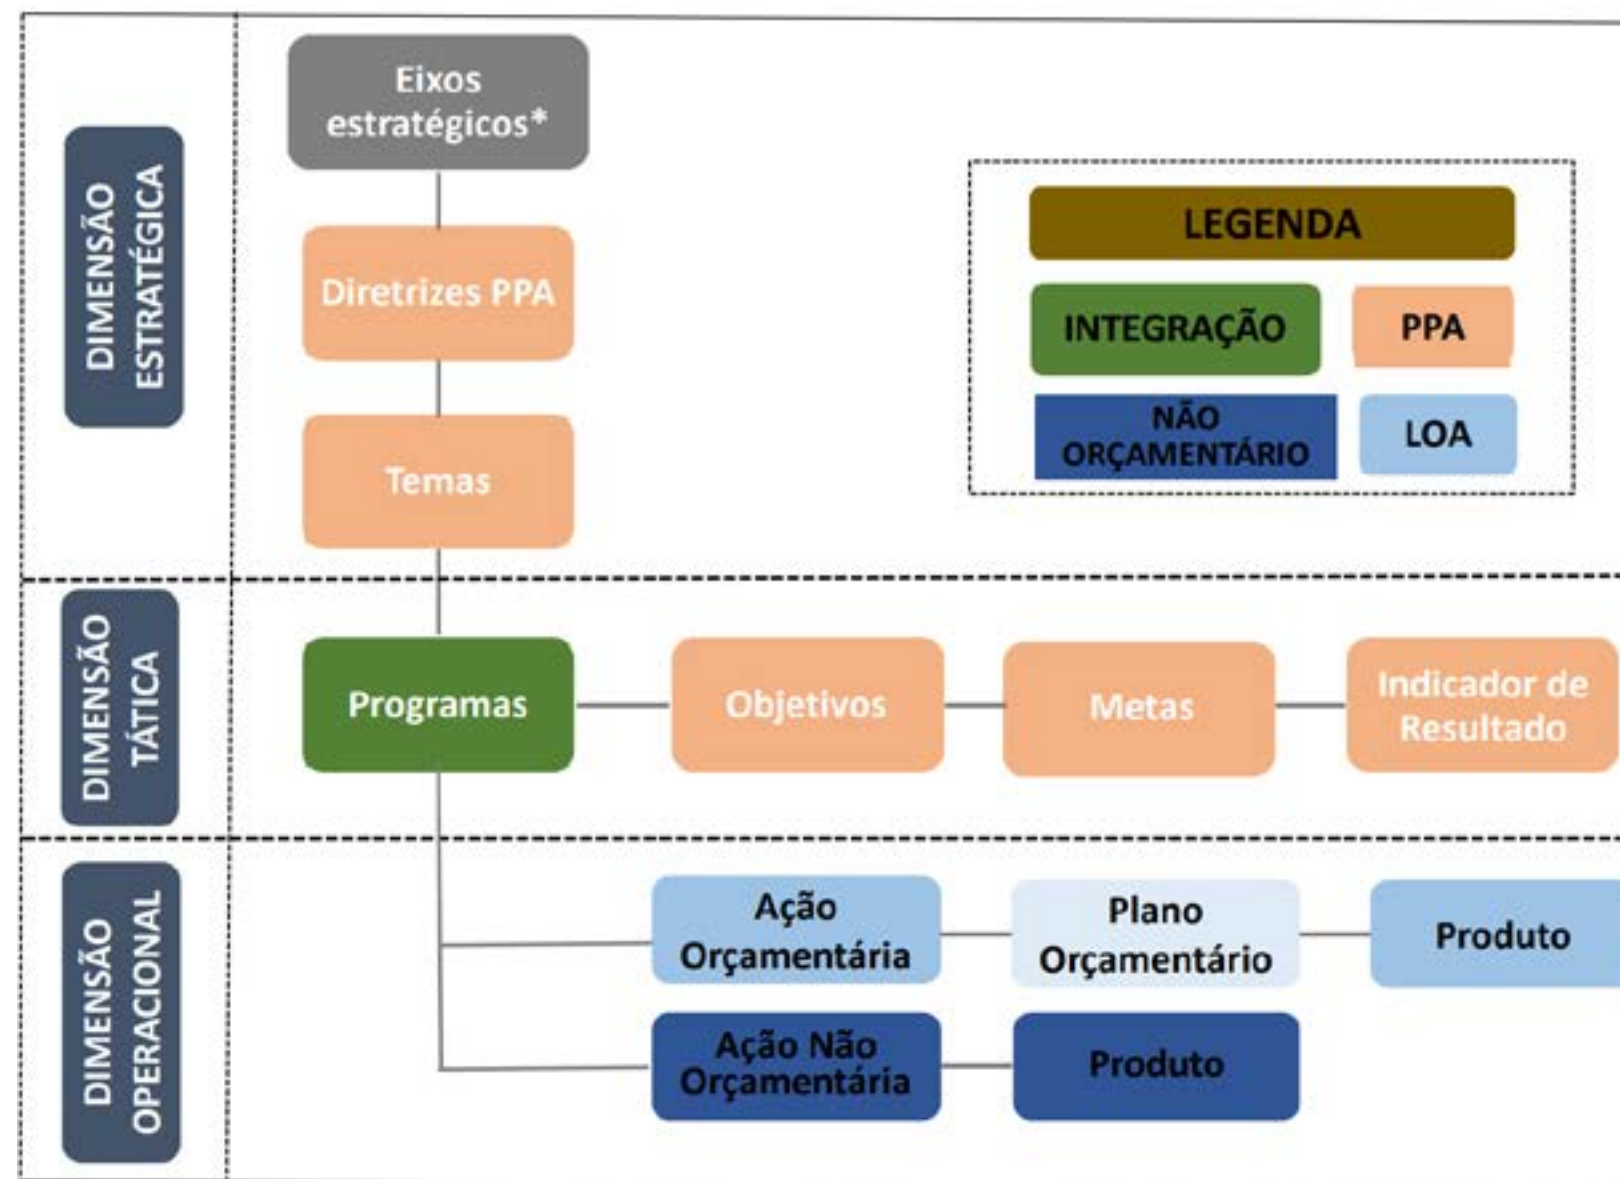 DIMENSÃO
ESTRATÉGICA
Eixos
estratégicos*
Diretrizes PPA
Temas
LEGENDA
INTEGRAÇÃO
PPA
NÃO
ORÇAMENTÁRIO
LOA
DIMENSÃO
TÁTICA
Programas
Objetivos
Metas
Indicador de
Resultado
DIMENSÃO
OPERACIONAL
Ação
Orçamentária
Plano
Orçamentário
Produto
Ação Não
Orçamentária
Produto